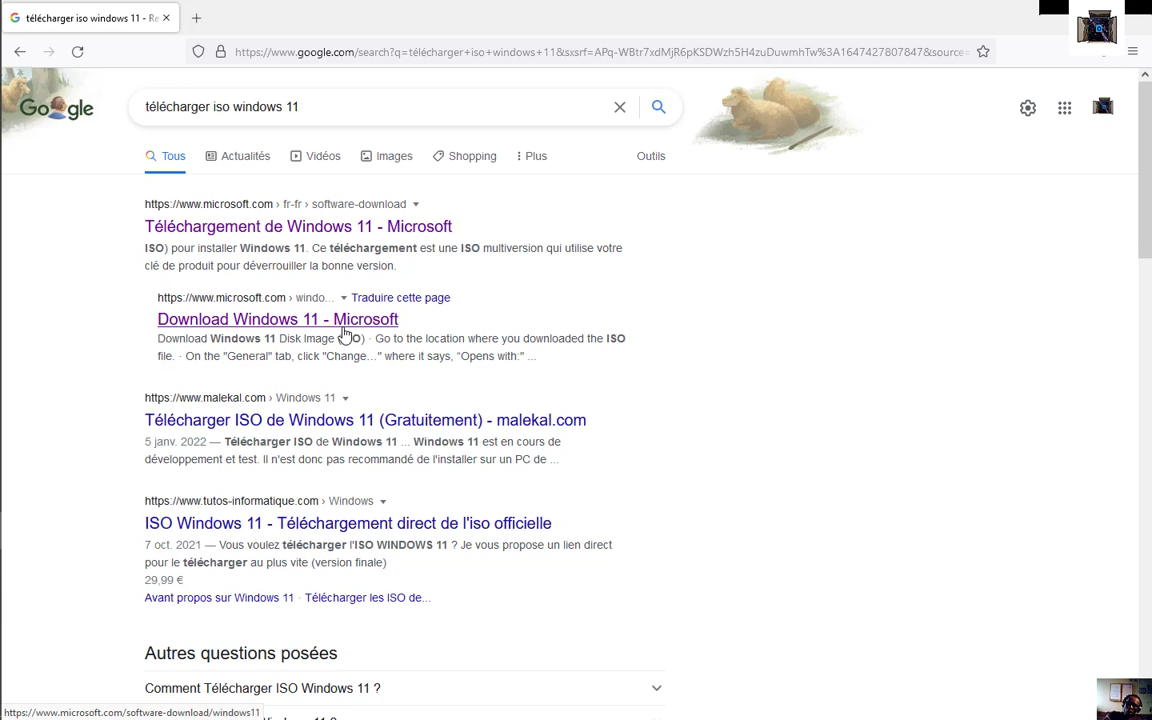 télécharger iso windows 11 - Re
https://www.google.com/search?q=télécharger+iso+windows+11&sxsrf=APq-WBtr7xdMjR6pKSDWzh5H4zuDuwmhTw%3A1647427807847&source=
Google
télécharger iso windows 11
Tous
Actualités
Vidéos
Images
Shopping
Plus
Outils
https://www.microsoft.com › fr-fr › software-download
Téléchargement de Windows 11 - Microsoft
ISO) pour installer Windows 11. Ce téléchargement est une ISO multiversion qui utilise votre
clé de produit pour déverrouiller la bonne version.
https://www.microsoft.com › windo... Traduire cette page
Download Windows 11 - Microsoft
Download Windows 11 Disk Image O) · Go to the location where you downloaded the ISO
file. · On the "General" tab, click "Change..." where it says, "Opens with:" ...
https://www.malekal.com › Windows 11
Télécharger ISO de Windows 11 (Gratuitement) - malekal.com
5 janv. 2022 — Télécharger ISO de Windows 11 ... Windows 11 est en cours de
développement et test. Il n'est donc pas recommandé de l'installer sur un PC de ...
https://www.tutos-informatique.com › Windows
ISO Windows 11 - Téléchargement direct de l'iso officielle
7 oct. 2021 — Vous voulez télécharger l'ISO WINDOWS 11 ? Je vous propose un lien direct
pour le télécharger au plus vite (version finale)
29,99 €
Avant propos sur Windows 11 · Télécharger les ISO de...
Autres questions posées
Comment Télécharger ISO Windows 11 ?
https://www.microsoft.com/software-download/windows11